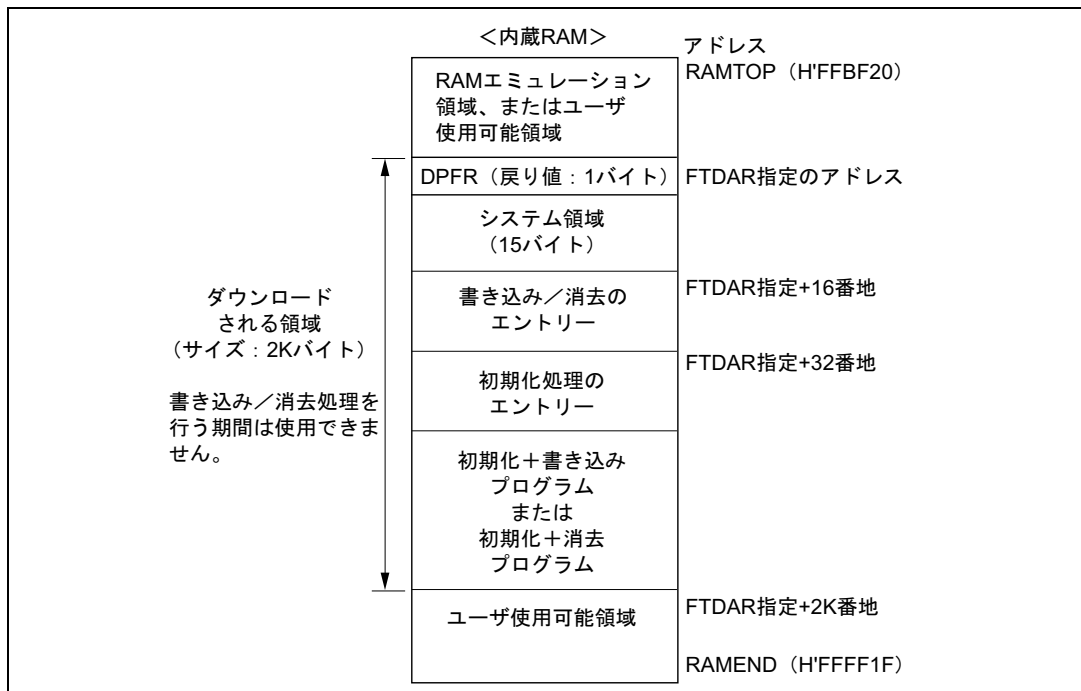 ＜内蔵RAM＞
アドレス
RAMTOP（H'FFBF20）
RAMエミュレーション
領域、またはユーザ
使用可能領域
DPFR（戻り値：1バイト）
FTDAR指定のアドレス
システム領域
（15バイト）
ダウンロード
される領域
（サイズ：2Kバイト）
書き込み／消去処理を
行う期間は使用できま
せん。
書き込み／消去の
エントリー
FTDAR指定+16番地
初期化処理の
エントリー
FTDAR指定+32番地
初期化＋書き込み
プログラム
または
初期化＋消去
プログラム
ユーザ使用可能領域
FTDAR指定+2K番地
RAMEND（H'FFFF1F）